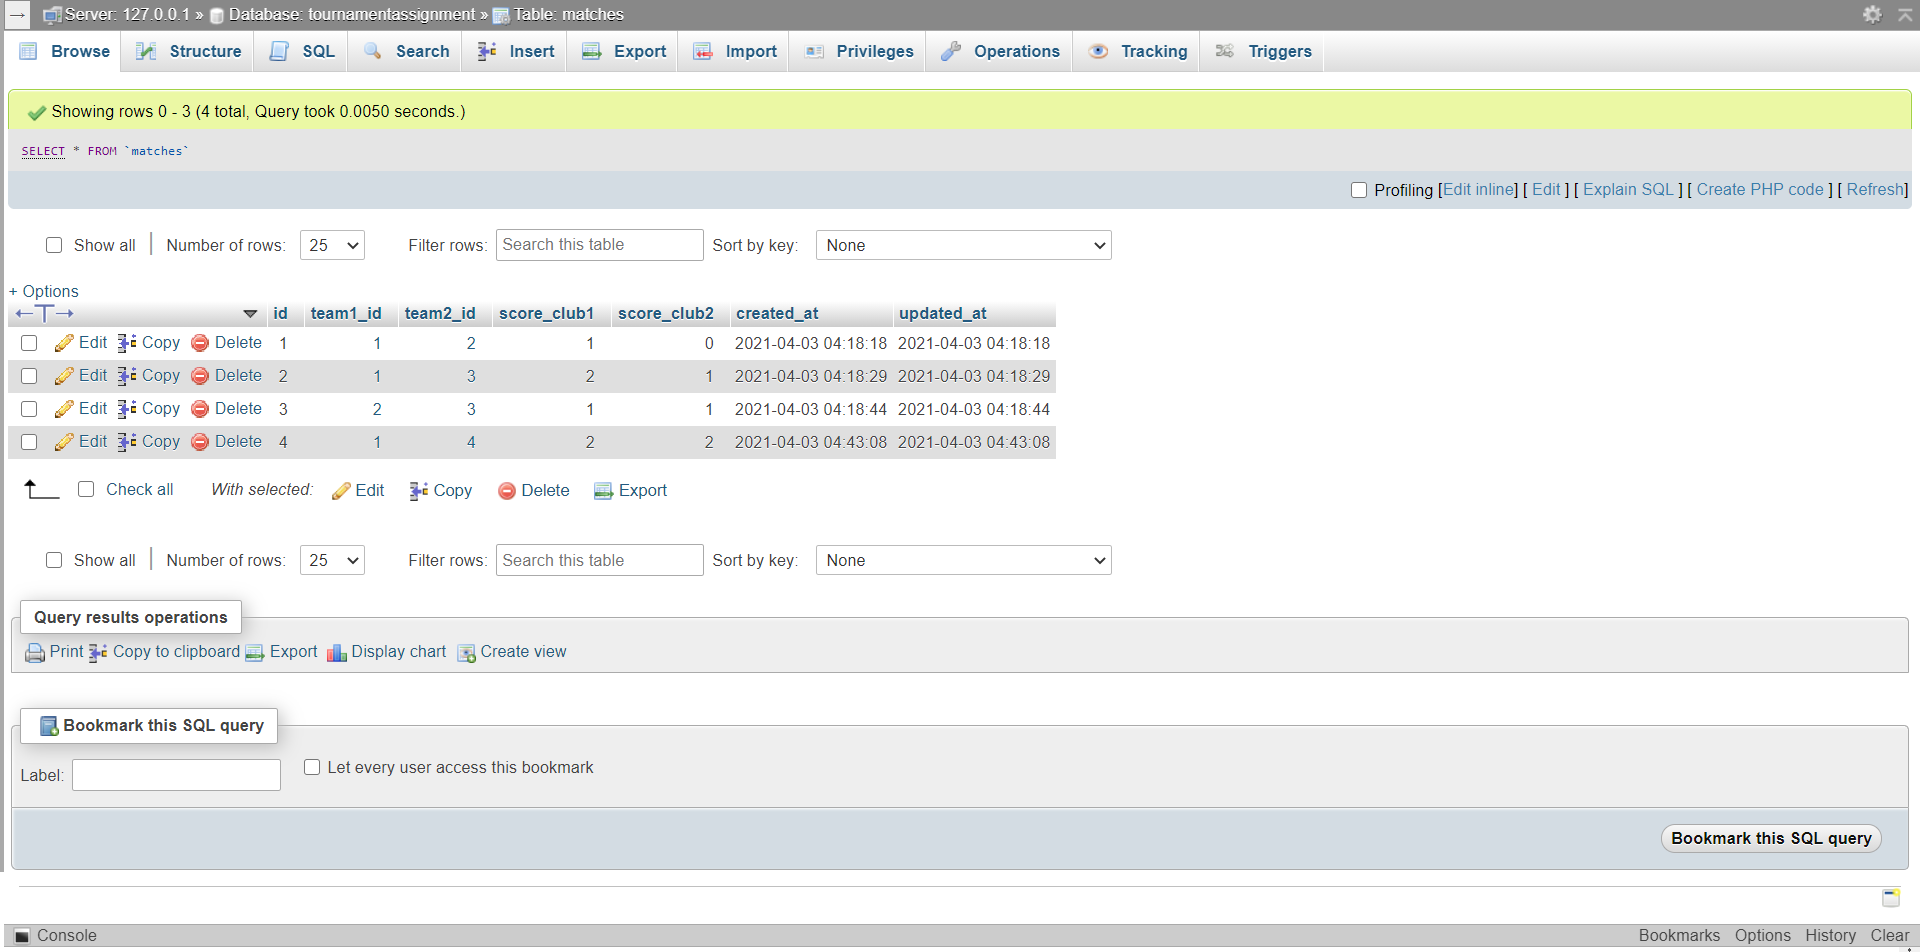 Server: 127.0.0.1 » Database: tournamentassignment » Table: matches
Browse Structure SQL Search Insert Export Import Privileges Operations Tracking Triggers
Showing rows 0 - 3 (4 total, Query took 0.0050 seconds.)
SELECT * FROM `matches`
Profiling [Edit inline] [ Edit ] [ Explain SQL ] [ Create PHP code ] [ Refresh]
Show all Number of rows: 25 Filter rows: Search this table Sort by key: None
+ Options
←T→ id team1_id team2_id score_club1 score_club2 created_at updated_at
Edit Copy Delete 1 1 2 1 0 2021-04-03 04:18:18 2021-04-03 04:18:18
Edit Copy Delete 2 1 3 2 1 2021-04-03 04:18:29 2021-04-03 04:18:29
Edit Copy Delete 3 2 3 1 1 2021-04-03 04:18:44 2021-04-03 04:18:44
Edit Copy Delete 4 1 4 2 2 2021-04-03 04:43:08 2021-04-03 04:43:08
Check all With selected: Edit Copy Delete Export
Show all Number of rows: 25 Filter rows: Search this table Sort by key: None
Query results operations
Print Copy to clipboard Export Display chart Create view
Bookmark this SQL query
Label: Let every user access this bookmark
Bookmark this SQL query
Console Bookmarks Options History Clear